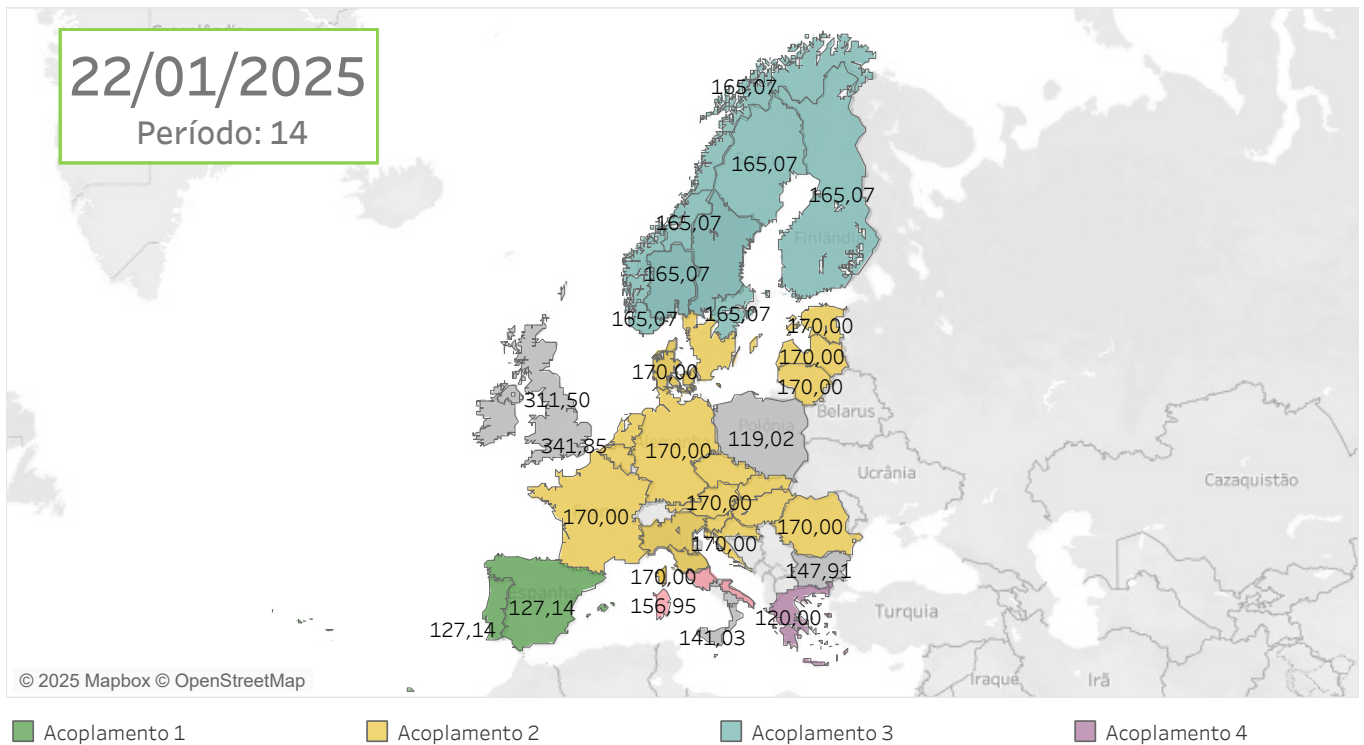 22/01/2025
Período: 14
165,07
165,07
165,07
165,07
Finlândia
165,07
165,07
165,07
170,00
170,00
170,00
170,00
Belarus
311,50
Polônia
119,02
341,85
170,00
Ucrânia
Cazaquistão
170,00
170,00
170,00
170,00
147,91
170,00
Espanha
127,14
156,95
120,00
Turquia
127,14
141,03
Iraque
Irã
© 2025 Mapbox © OpenStreetMap
Acoplamento 1
Acoplamento 2
Acoplamento 3
Acoplamento 4